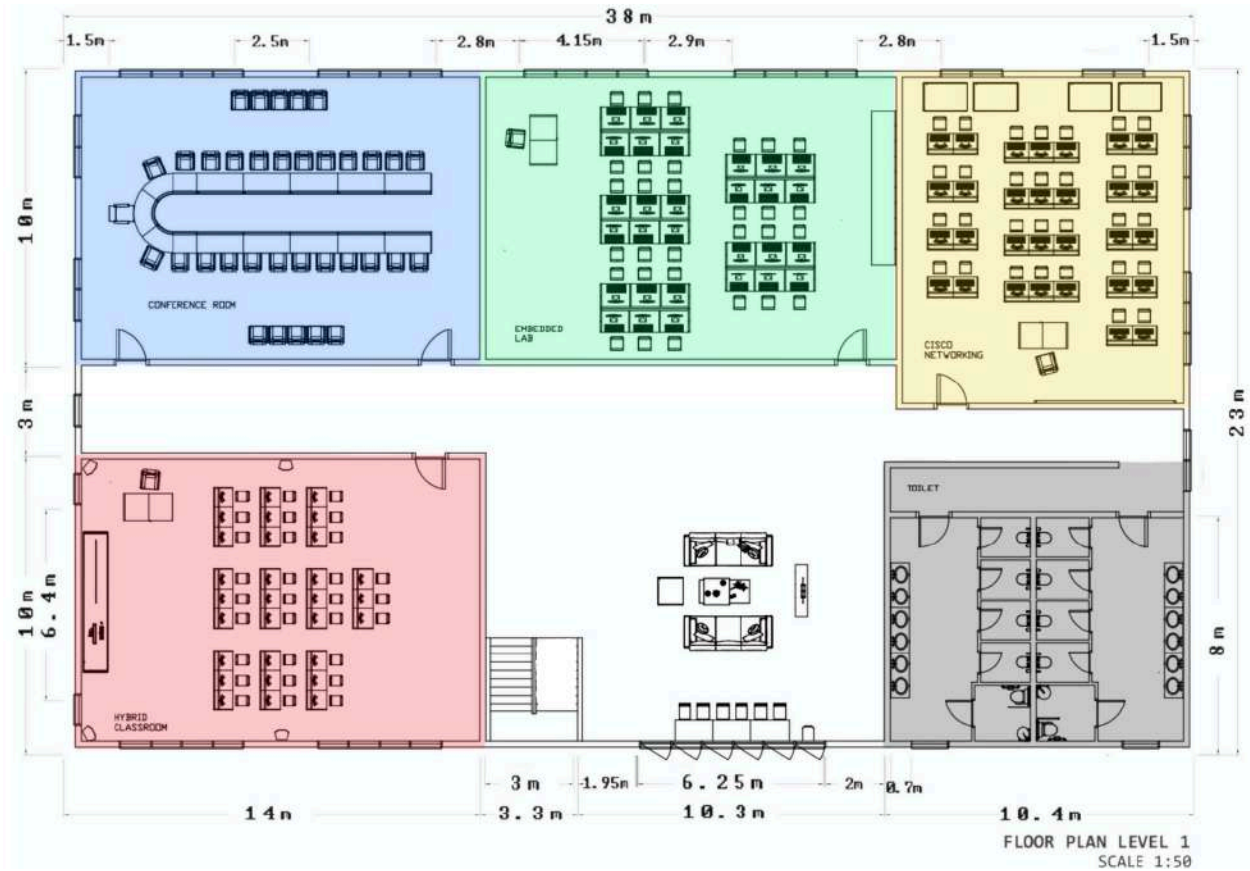 38m
1.5m
2.5m
2.8m
4.15m
2.9m
2.8m
1.5m
10m
3m
10m
6.4m
23m
8m
CONFERENCE ROOM
EMBEDDED
LAB
CISCO
NETWORKING
TOILET
HYBRID
CLASSROOM
3m
1.95m
6.25m
2m
0.7m
14m
3.3m
10.3m
10.4m
FLOOR PLAN LEVEL 1
SCALE 1:50